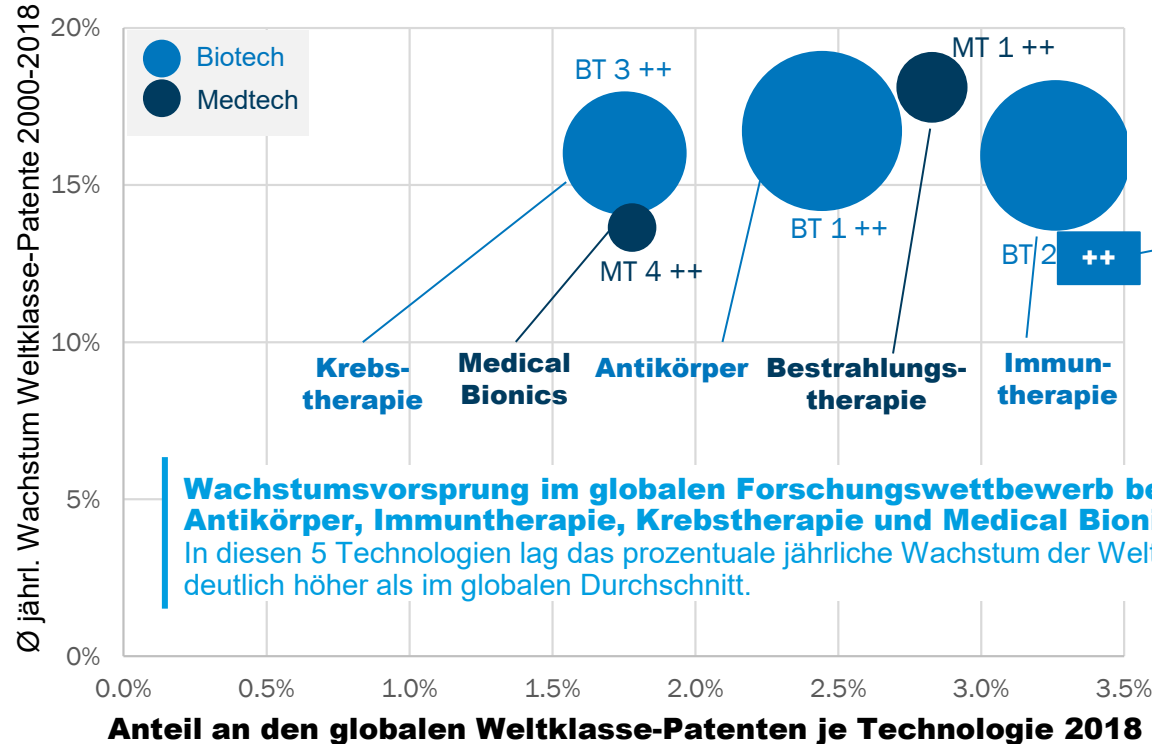 Ø jährl. Wachstum Weltklasse-Patente 2000-2018
20%
15%
10%
5%
0%
Biotech
Medtech
BT 3 ++
MT 1 ++
BT 1 ++
BT 2
++
MT 4 ++
Krebs-
therapie
Medical
Bionics
Antikörper
Bestrahlungs-
therapie
Immun-
therapie
Wachstumsvorsprung im globalen Forschungswettbewerb
Antikörper, Immuntherapie, Krebstherapie und Medical
In diesen 5 Technologien lag das prozentuale jährliche Wachstum der
deutlich höher als im globalen Durchschnitt.
0.0%
0.5%
1.0%
1.5%
2.0%
2.5%
3.0%
3.5%
Anteil an den globalen Weltklasse-Patenten je Technologie 2018